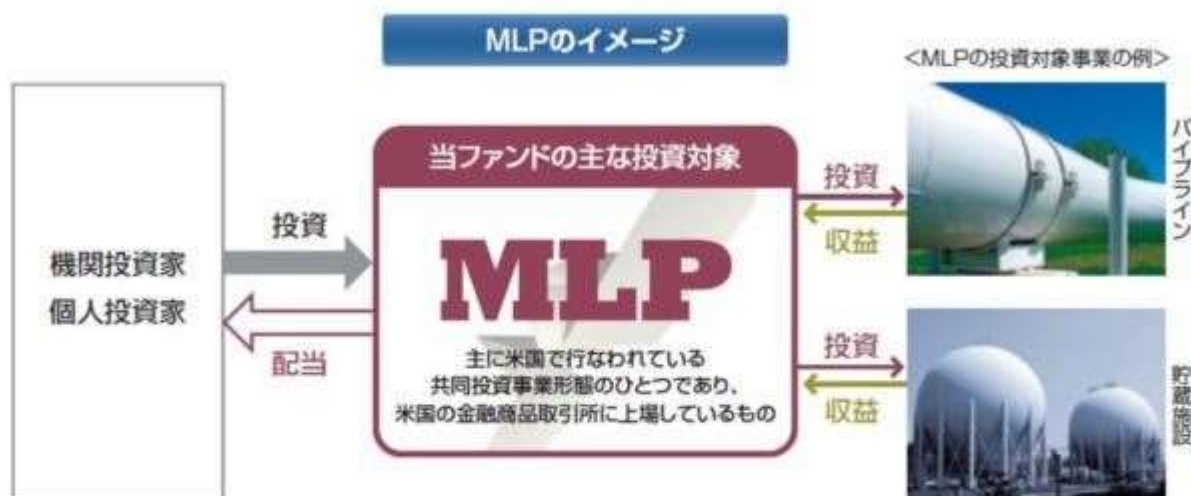 MLPのイメージ
<MLPの投資対象事業の例>
機関投資家
個人投資家
投資
配当
当ファンドの主な投資対象
MLP
主に米国で行なわれている
共同投資事業形態のひとつであり、
米国の金融商品取引所に上場しているもの
投資
収益
パイプライン
投資
収益
貯蔵施設